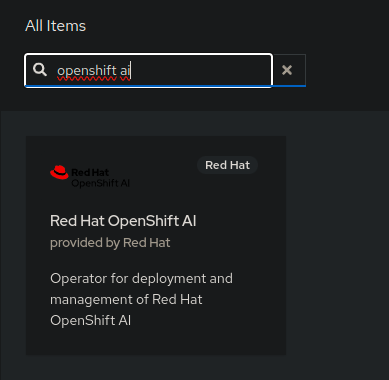 All Items
openshift ai
Red Hat
Red Hat
OpenShift AI
Red Hat OpenShift AI
provided by Red Hat
Operator for deployment and
management of Red Hat
OpenShift AI